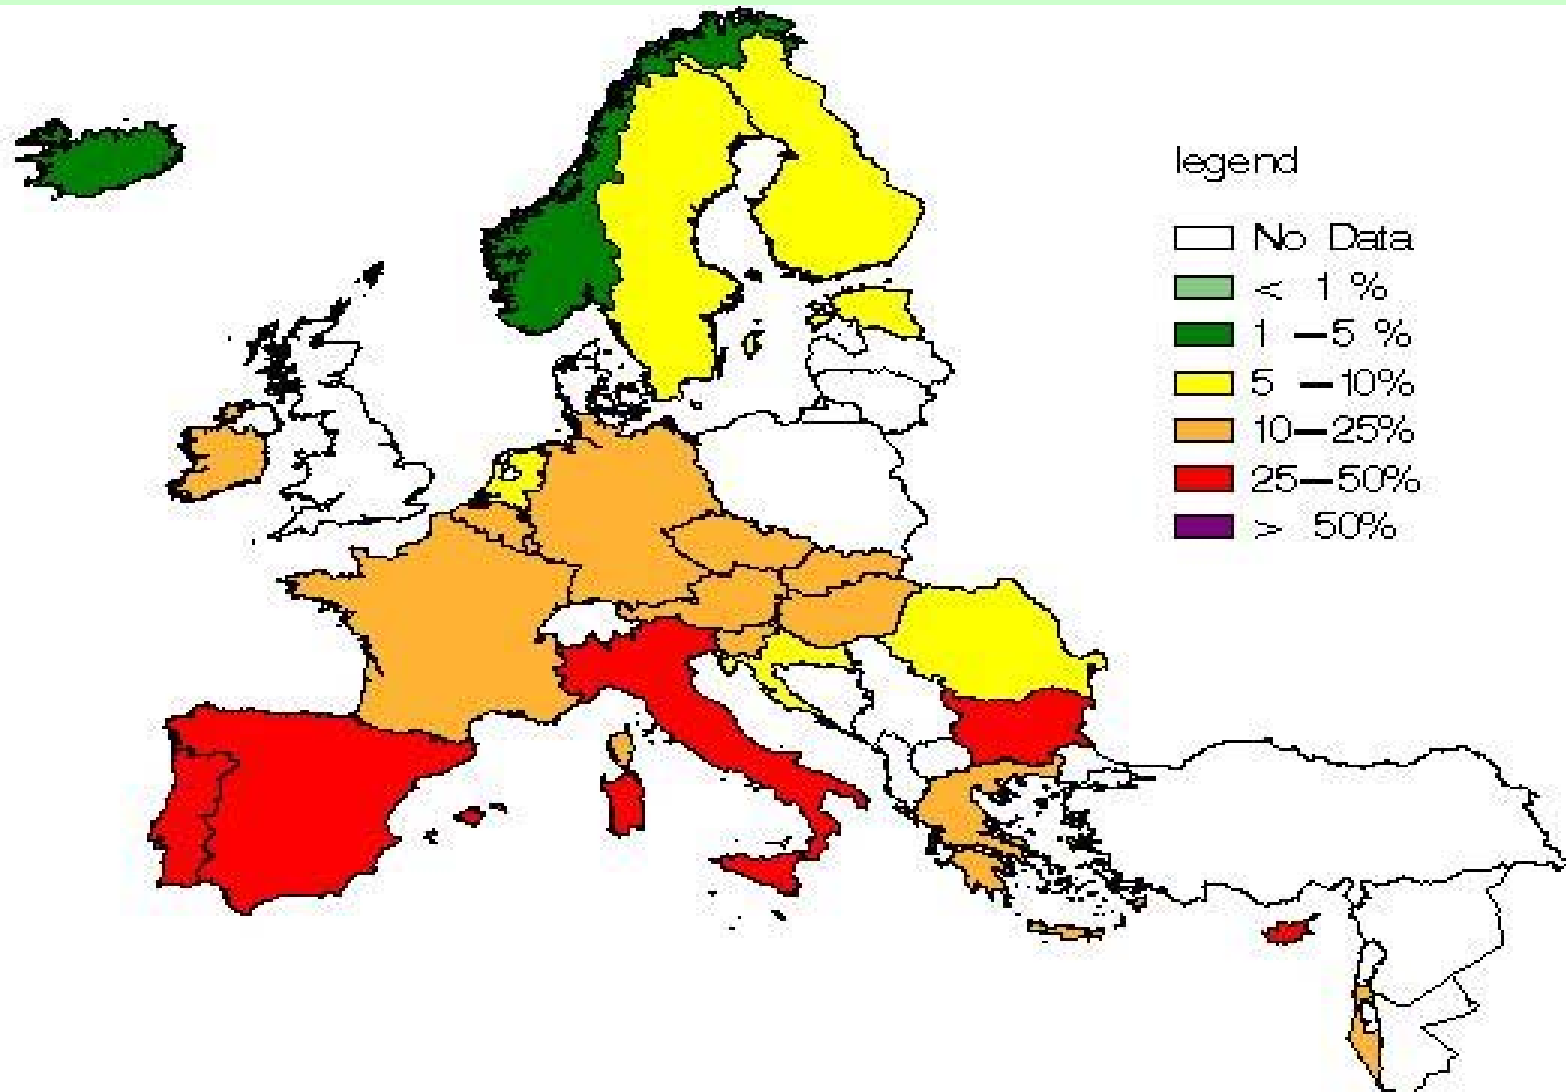 legend
No Data
< 1 %
1 –5 %
5 –10%
10–25%
25–50%
> 50%